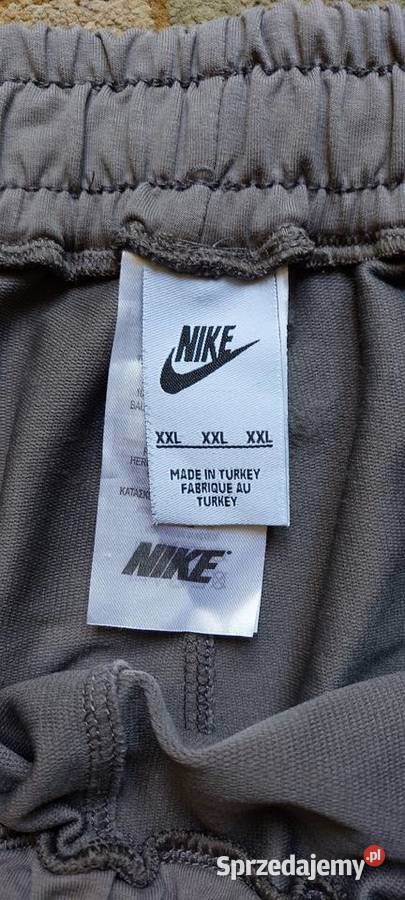 NIKE
XXL XXL XXL
MADE IN TURKEY
FABRIQUE AU
TURKEY
NIKE
Sprzedajemy.pl